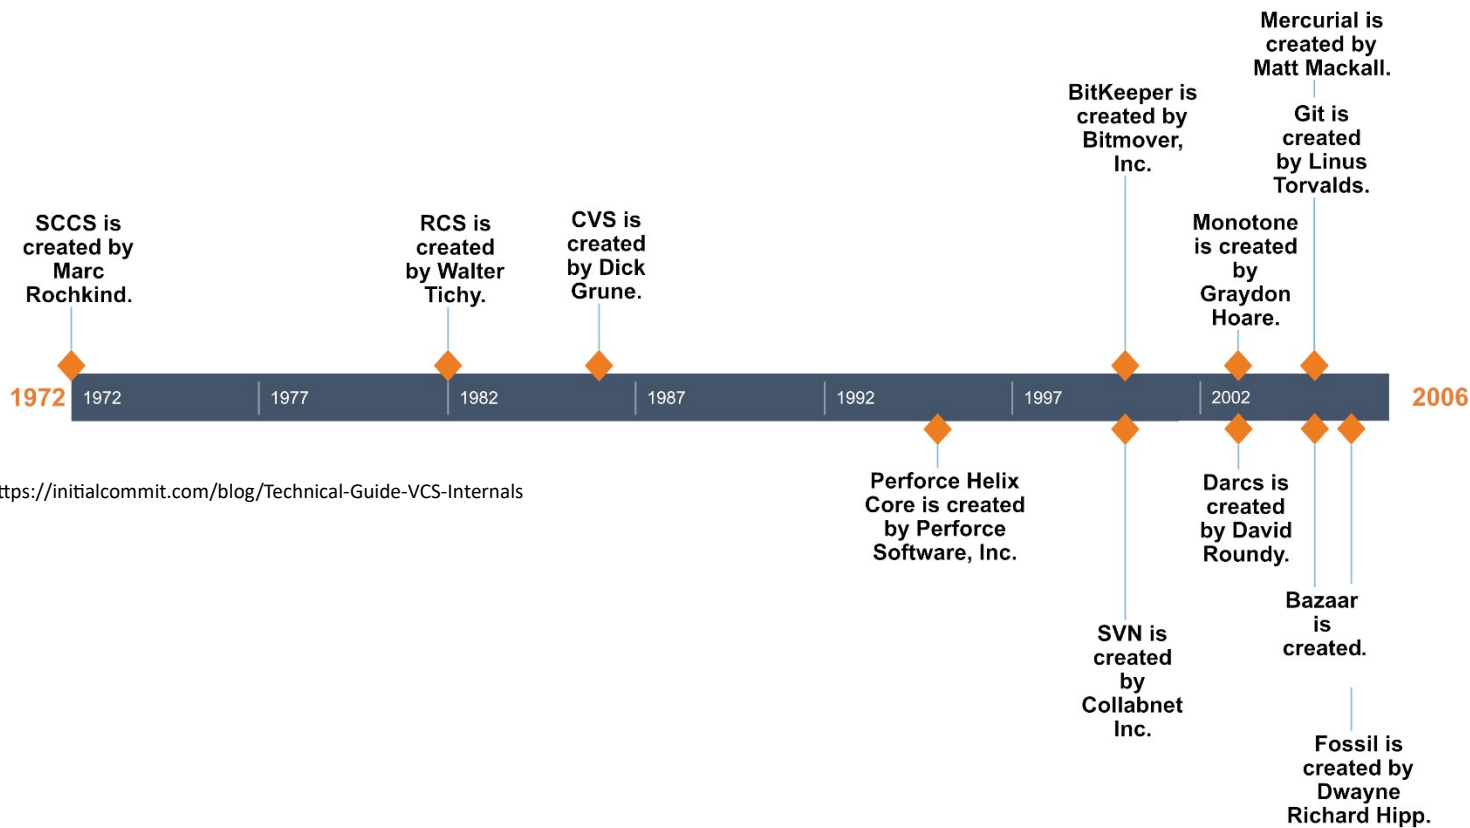 Mercurial is
created by
Matt Mackall.
BitKeeper is
created by
Bitmover,
Inc.
Git is
created
by Linus
Torvalds.
SCCS is
created by
Marc
Rochkind.
RCS is
created
by Walter
Tichy.
CVS is
created
by Dick
Grune.
Monotone
is created
by
Graydon
Hoare.
1972
1972
1977
1982
1987
1992
1997
2002
2006
ttps://initialcommit.com/blog/Technical-Guide-VCS-Internals
Perforce Helix
Core is created
by Perforce
Software, Inc.
Darcs is
created
by David
Roundy.
SVN is
created
by
Collabnet
Inc.
Bazaar
is
created.
Fossil is
created by
Dwayne
Richard Hipp.